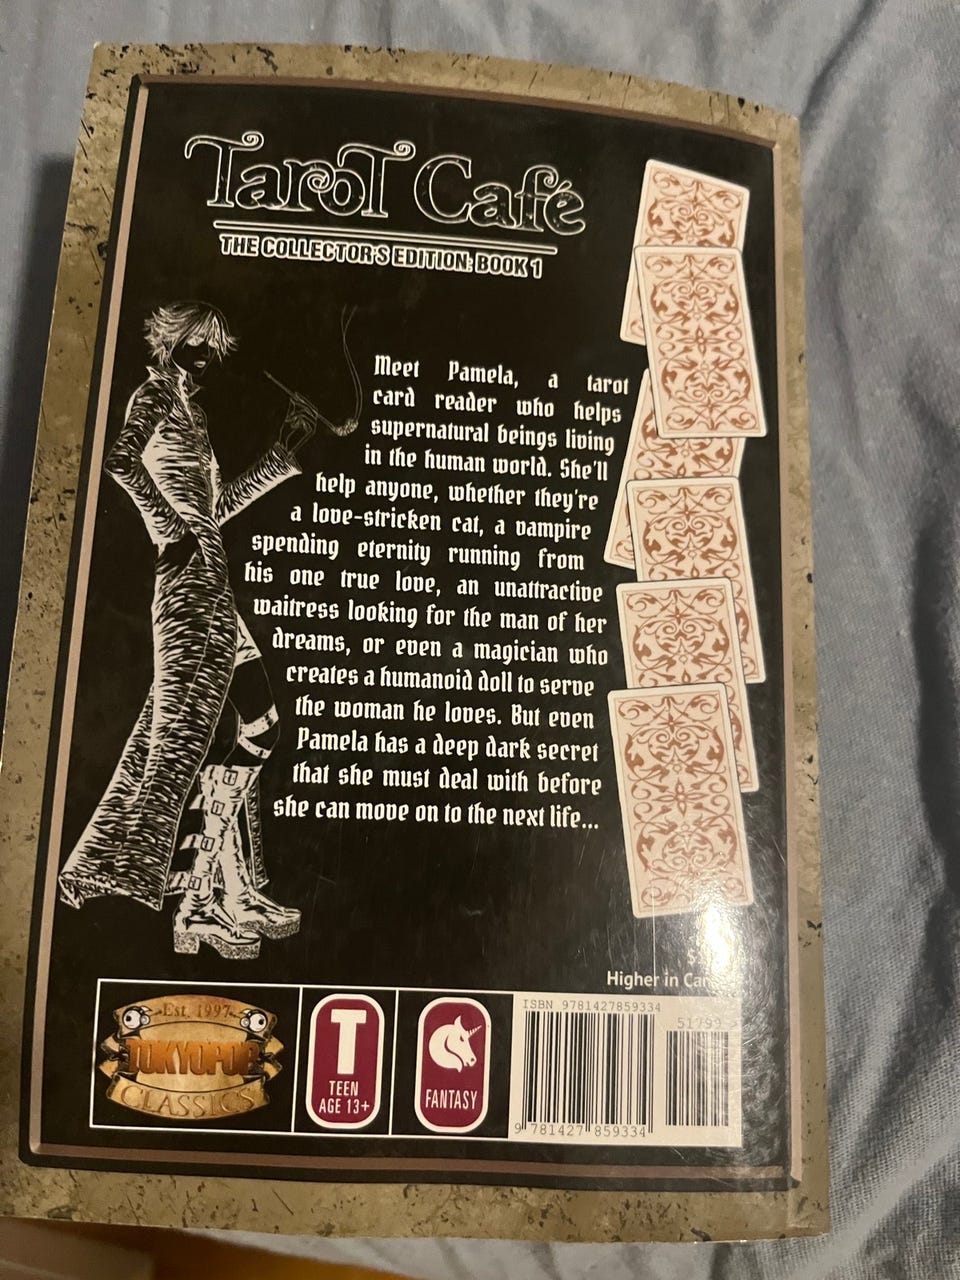 Tarot Café
THE COLLECTOR'S EDITION: BOOK 1
Meet Pamela, a tarot
card reader who helps
supernatural beings living
in the human world. She'll
help anyone, whether they're
a love-stricken cat, a vampire
spending eternity running from
his one true love, an unattractive
waitress looking for the man of her
dreams, or even a magician who
creates a humanoid doll to serve
the woman he loves. But even
Pamela has a deep dark secret
that she must deal with before
she can move on to the next life...
$
Higher in
Est. 1997
TOKYOPOP
CLASSICS
T
TEEN
AGE 13+
FANTASY
ISBN 9781427859334
51799
9 781427 859334